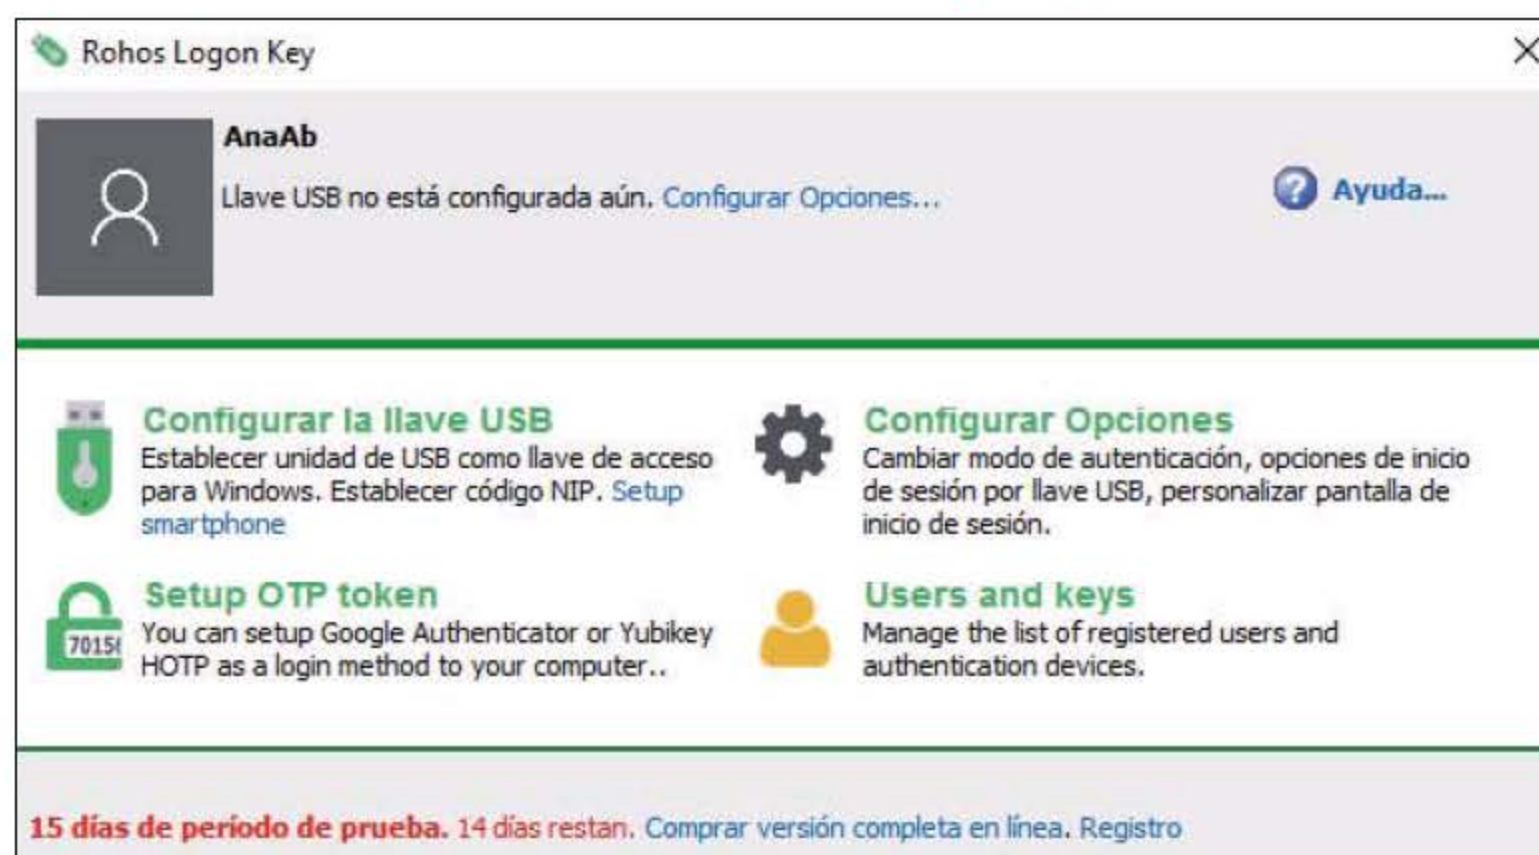 Rohos Logon Key
AnaAb
Llave USB no está configurada aún. Configurar Opciones...
Ayuda...
Configurar la llave USB
Establecer unidad de USB como llave de acceso
para Windows. Establecer código NIP. Setup
smartphone
Configurar Opciones
Cambiar modo de autenticación, opciones de inicio
de sesión por llave USB, personalizar pantalla de
inicio de sesión.
Setup OTP token
You can setup Google Authenticator or Yubikey
HOTP as a login method to your computer..
Users and keys
Manage the list of registered users and
authentication devices.
15 días de período de prueba. 14 días restan. Comprar versión completa en línea. Registro